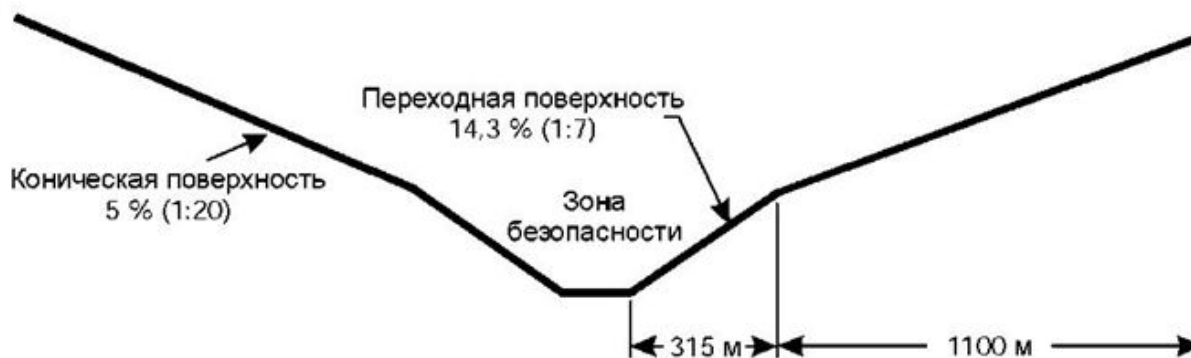 Переходная поверхность
14,3 % (1:7)
Коническая поверхность
5 % (1:20)
Зона
безопасности
315 м
1100 м